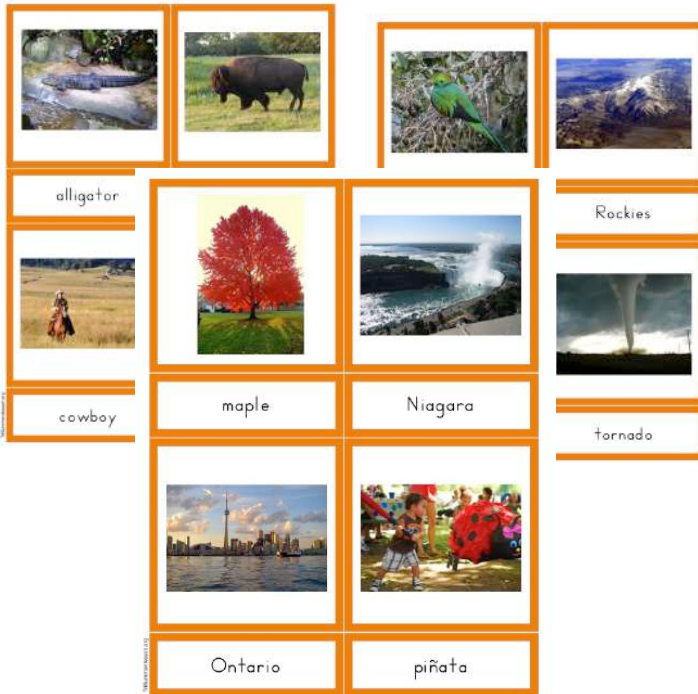 alligator
Rockies
cowboy
tornado
maple
Niagara
Ontario
piñata